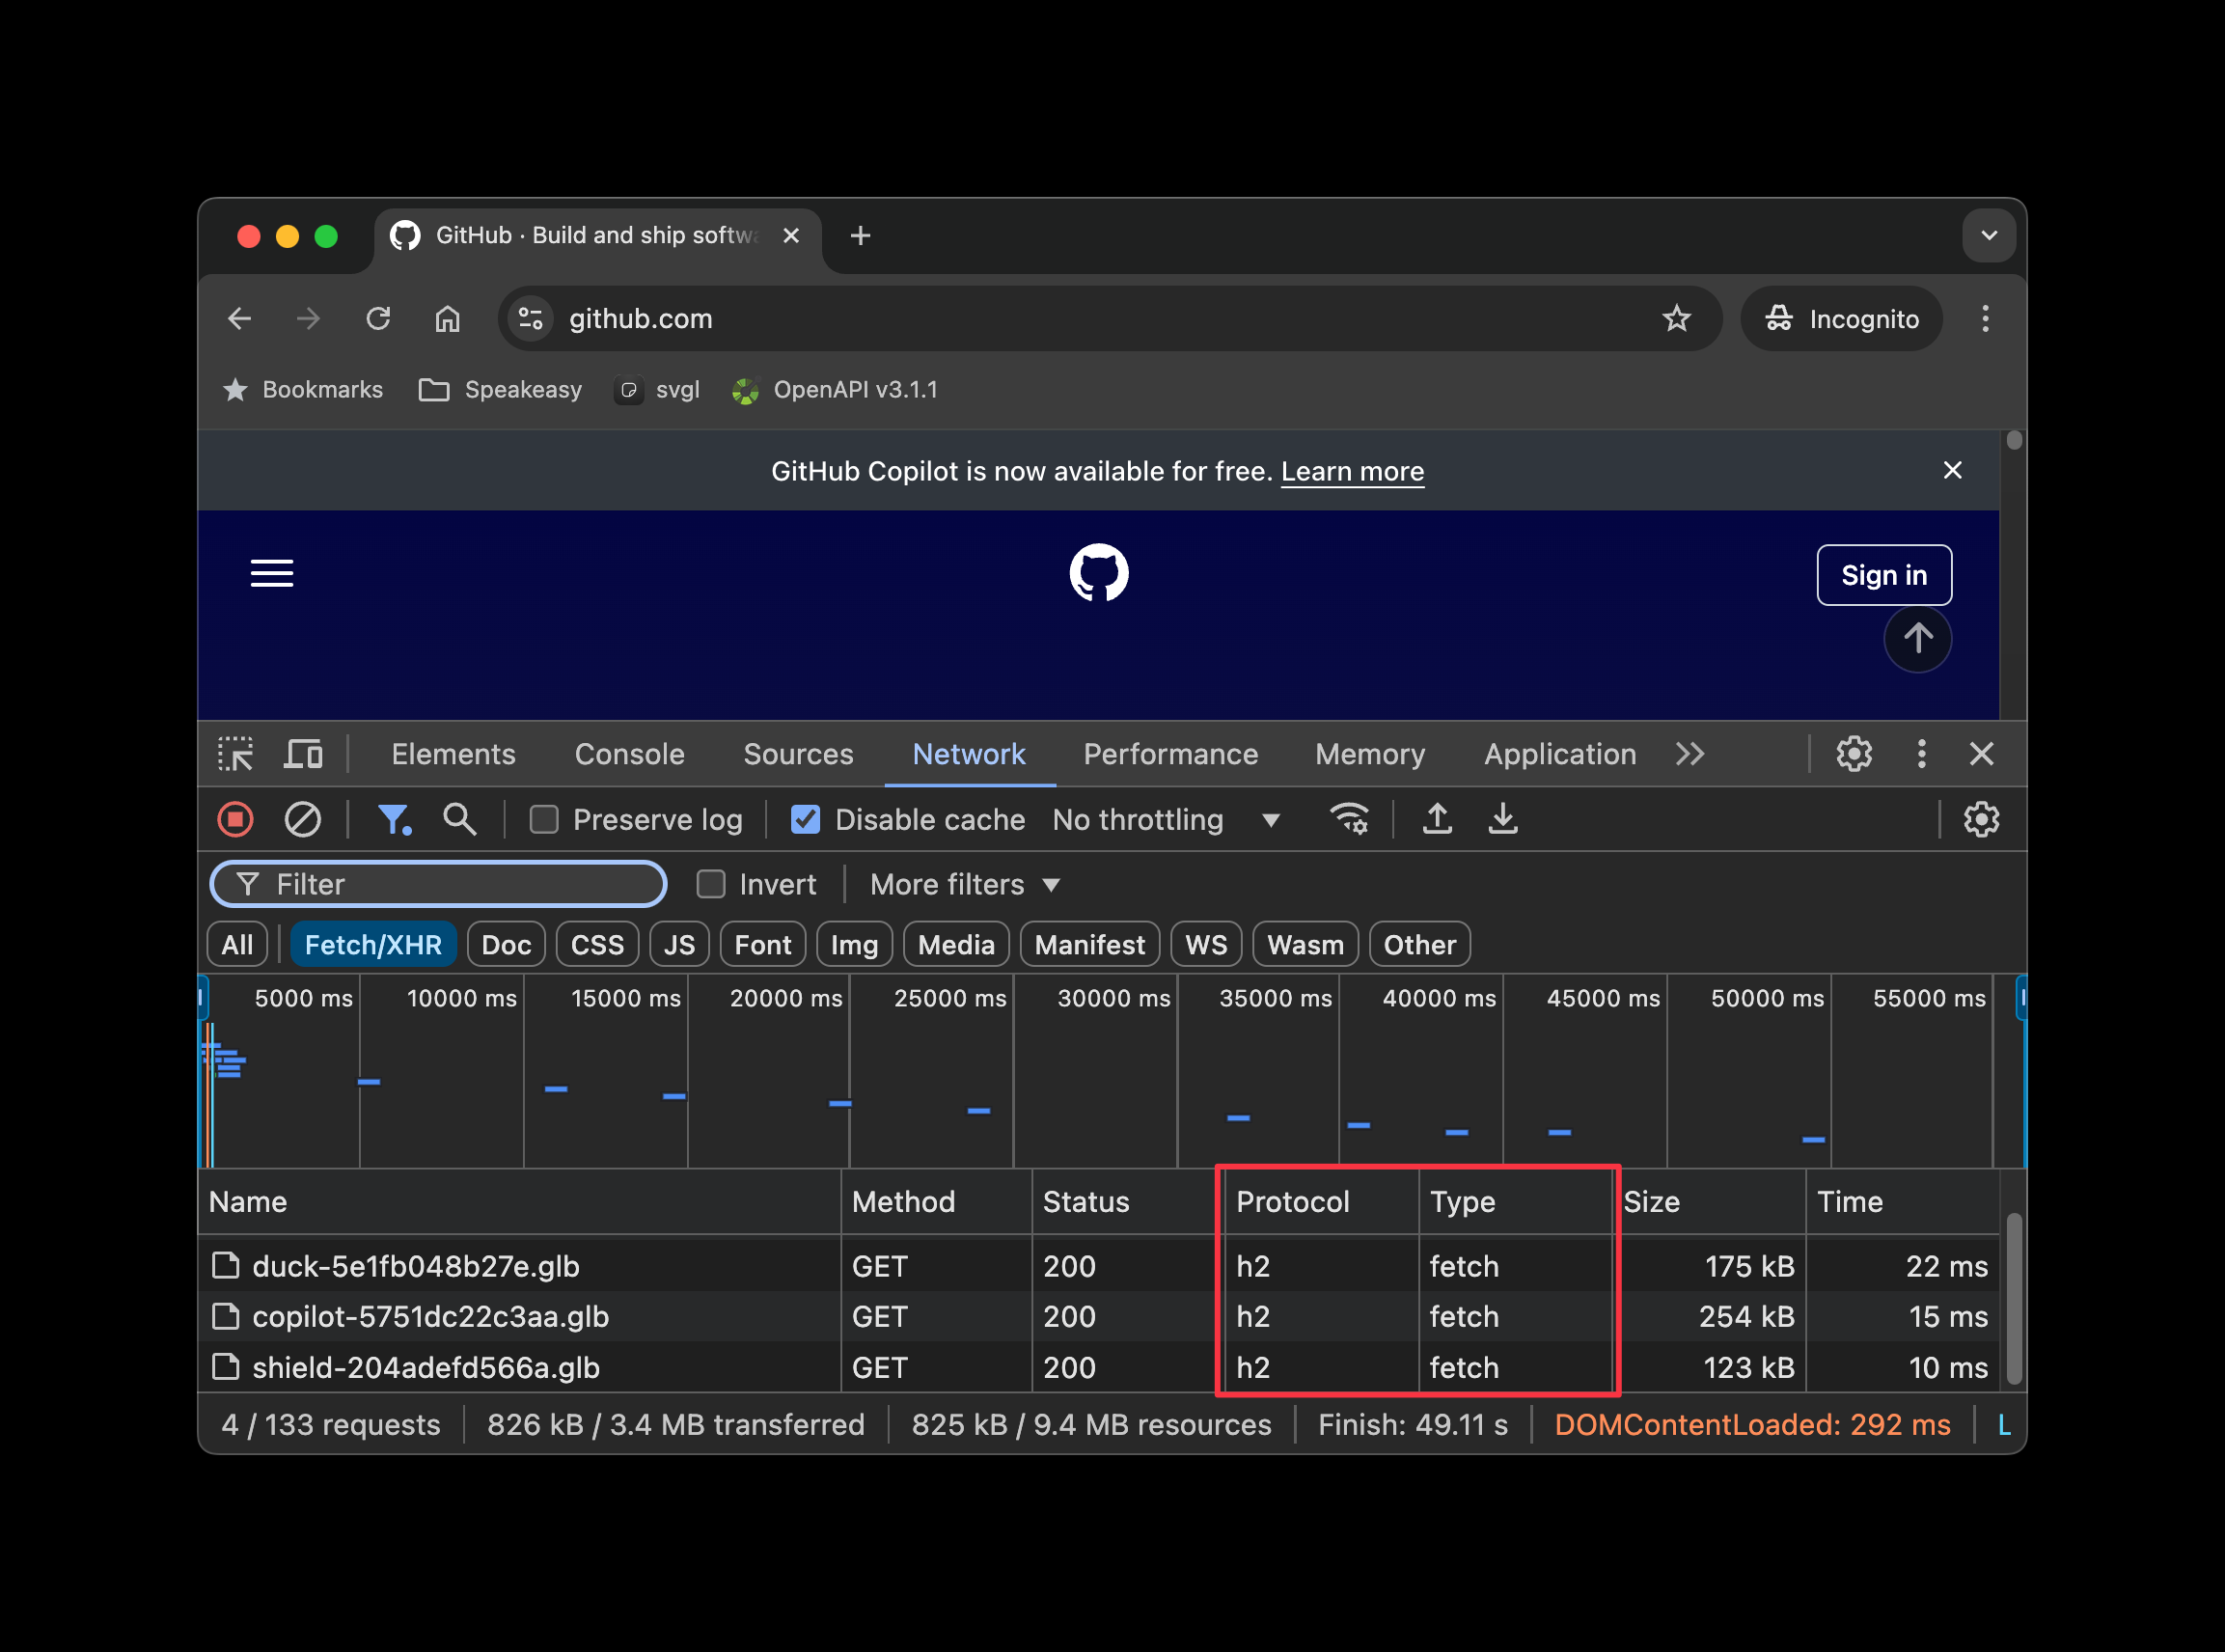 GitHub · Build and ship softwa
github.com
Incognito
Bookmarks Speakeasy svgl OpenAPI v3.1.1
GitHub Copilot is now available for free. Learn more
Sign in
Elements Console Sources Network Performance Memory Application
Preserve log Disable cache No throttling
Filter Invert More filters
All Fetch/XHR Doc CSS JS Font Img Media Manifest WS Wasm Other
5000 ms 10000 ms 15000 ms 20000 ms 25000 ms 30000 ms 35000 ms 40000 ms 45000 ms 50000 ms 55000 ms
Name Method Status Protocol Type Size Time
duck-5e1fb048b27e.glb GET 200 h2 fetch 175 kB 22 ms
copilot-5751dc22c3aa.glb GET 200 h2 fetch 254 kB 15 ms
shield-204adefd566a.glb GET 200 h2 fetch 123 kB 10 ms
4 / 133 requests 826 kB / 3.4 MB transferred 825 kB / 9.4 MB resources Finish: 49.11 s DOMContentLoaded: 292 ms L